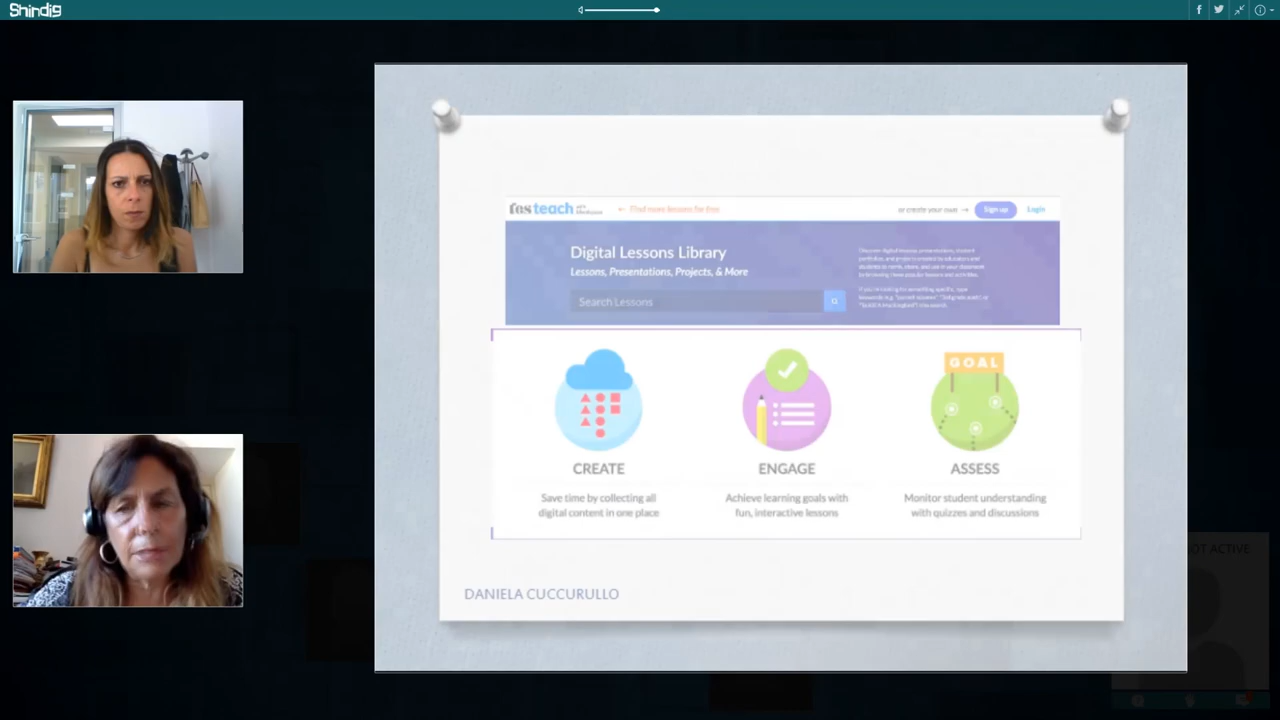 Shindig
teach
← Find more lessons for free
or create your own →
Sign up
Login
Digital Lessons Library
Lessons, Presentations, Projects, & More
Search Lessons
GOAL
CREATE
ENGAGE
ASSESS
Save time by collecting all
digital content in one place
Achieve learning goals with
fun, interactive lessons
Monitor student understanding
with quizzes and discussions
DANIELA CUCCURULLO
NOT ACTIVE